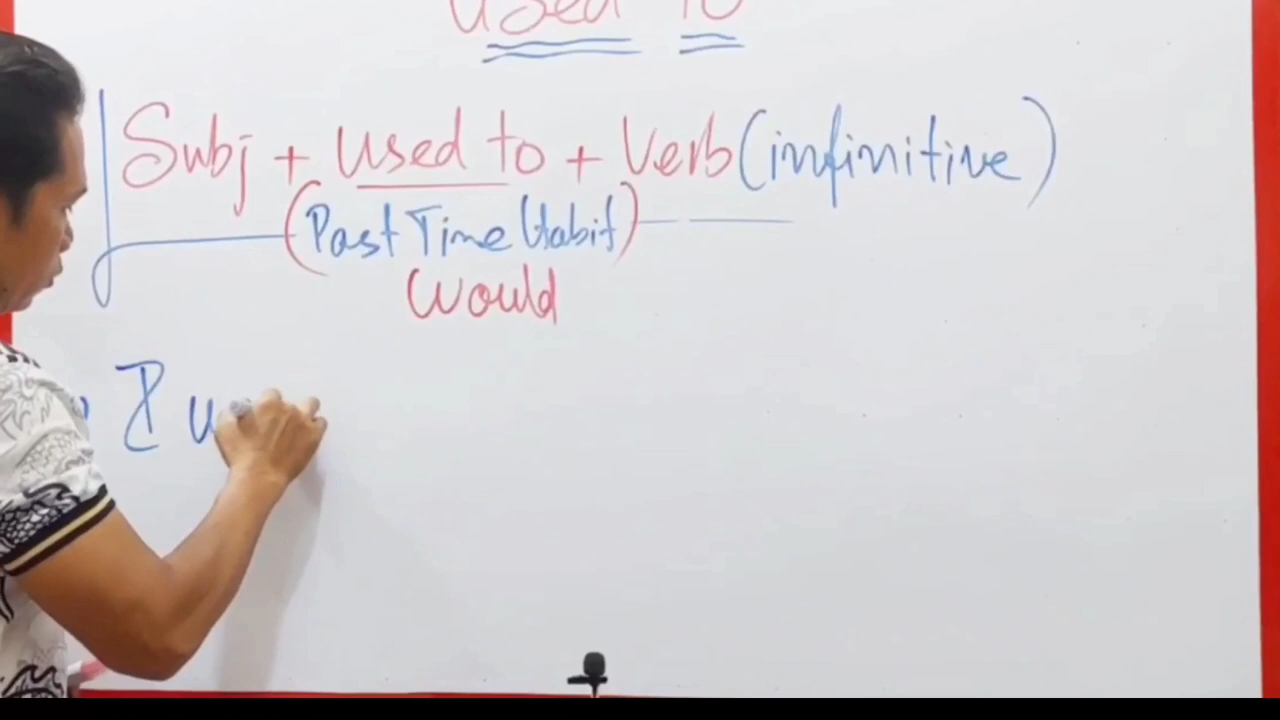 used to
Subj + used to + Verb (infinitive)
(Past Time Habit)
Would
I u